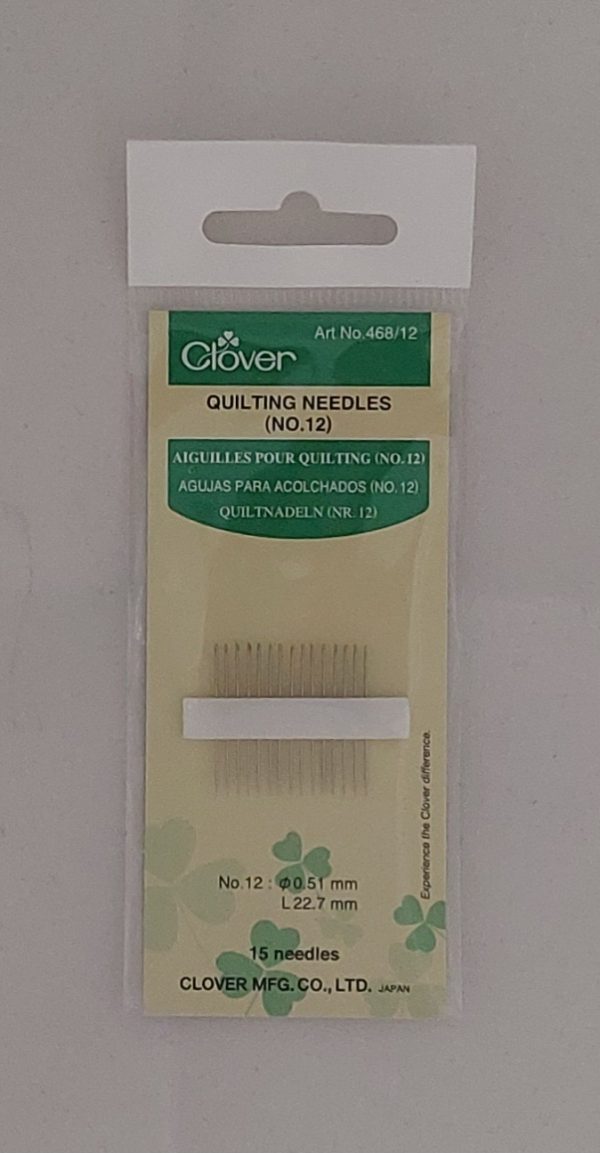 Art No.468/12
Clover
QUILTING NEEDLES
(NO.12)
AIGUILLES POUR QUILTING (NO. 12)
AGUJAS PARA ACOLCHADOS (NO. 12)
QUILTNADELN (NR. 12)
Experience the Clover difference.
No.12 : Φ0.51 mm
L 22.7 mm
15 needles
CLOVER MFG. CO., LTD. JAPAN